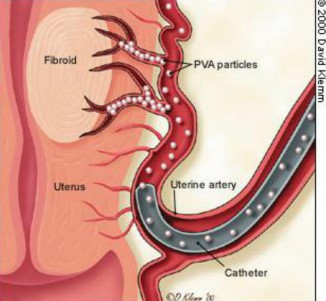 Fibroid
PVA particles
Uterus
Uterine artery
Catheter
©D. Klemm '00
© 2000 David Klemm